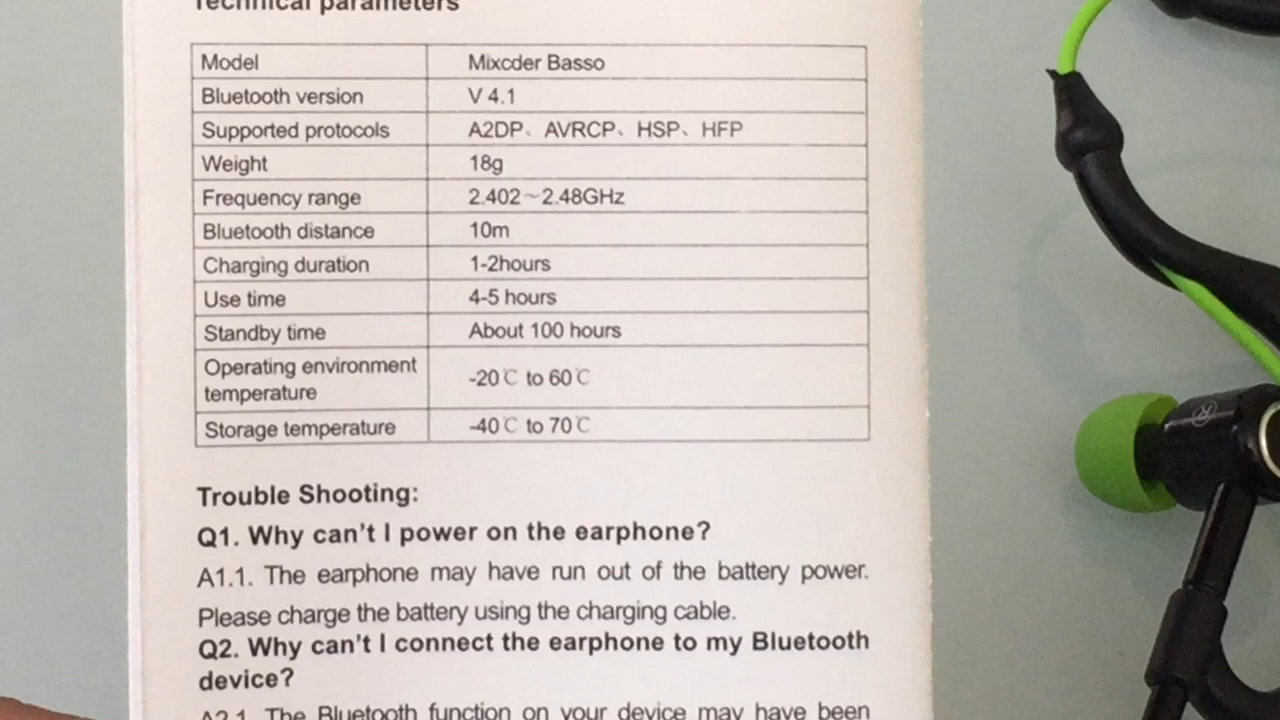 Technical parameters
Model Mixcder Basso
Bluetooth version V 4.1
Supported protocols A2DP、AVRCP、HSP、HFP
Weight 18g
Frequency range 2.402~2.48GHz
Bluetooth distance 10m
Charging duration 1-2hours
Use time 4-5 hours
Standby time About 100 hours
Operating environment
temperature -20℃ to 60℃
Storage temperature -40℃ to 70℃
Trouble Shooting:
Q1. Why can't I power on the earphone?
A1.1. The earphone may have run out of the battery power.
Please charge the battery using the charging cable.
Q2. Why can't I connect the earphone to my Bluetooth
device?
A2.1. The Bluetooth function on your device may have been
R